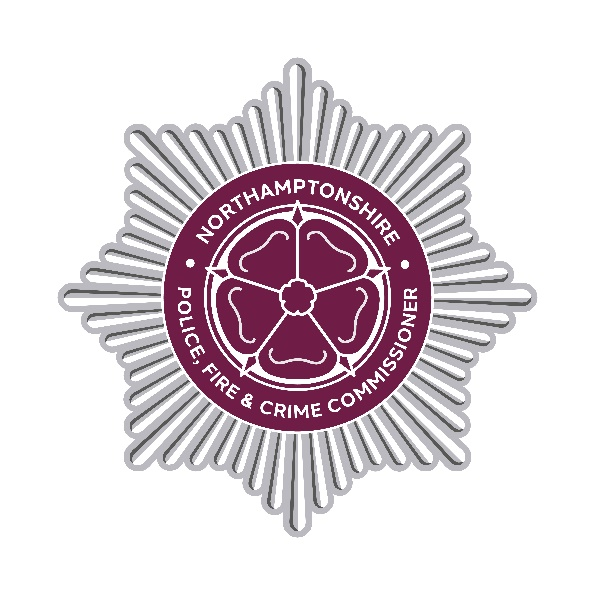 NORTHAMPTONSHIRE
POLICE, FIRE & CRIME COMMISSIONER